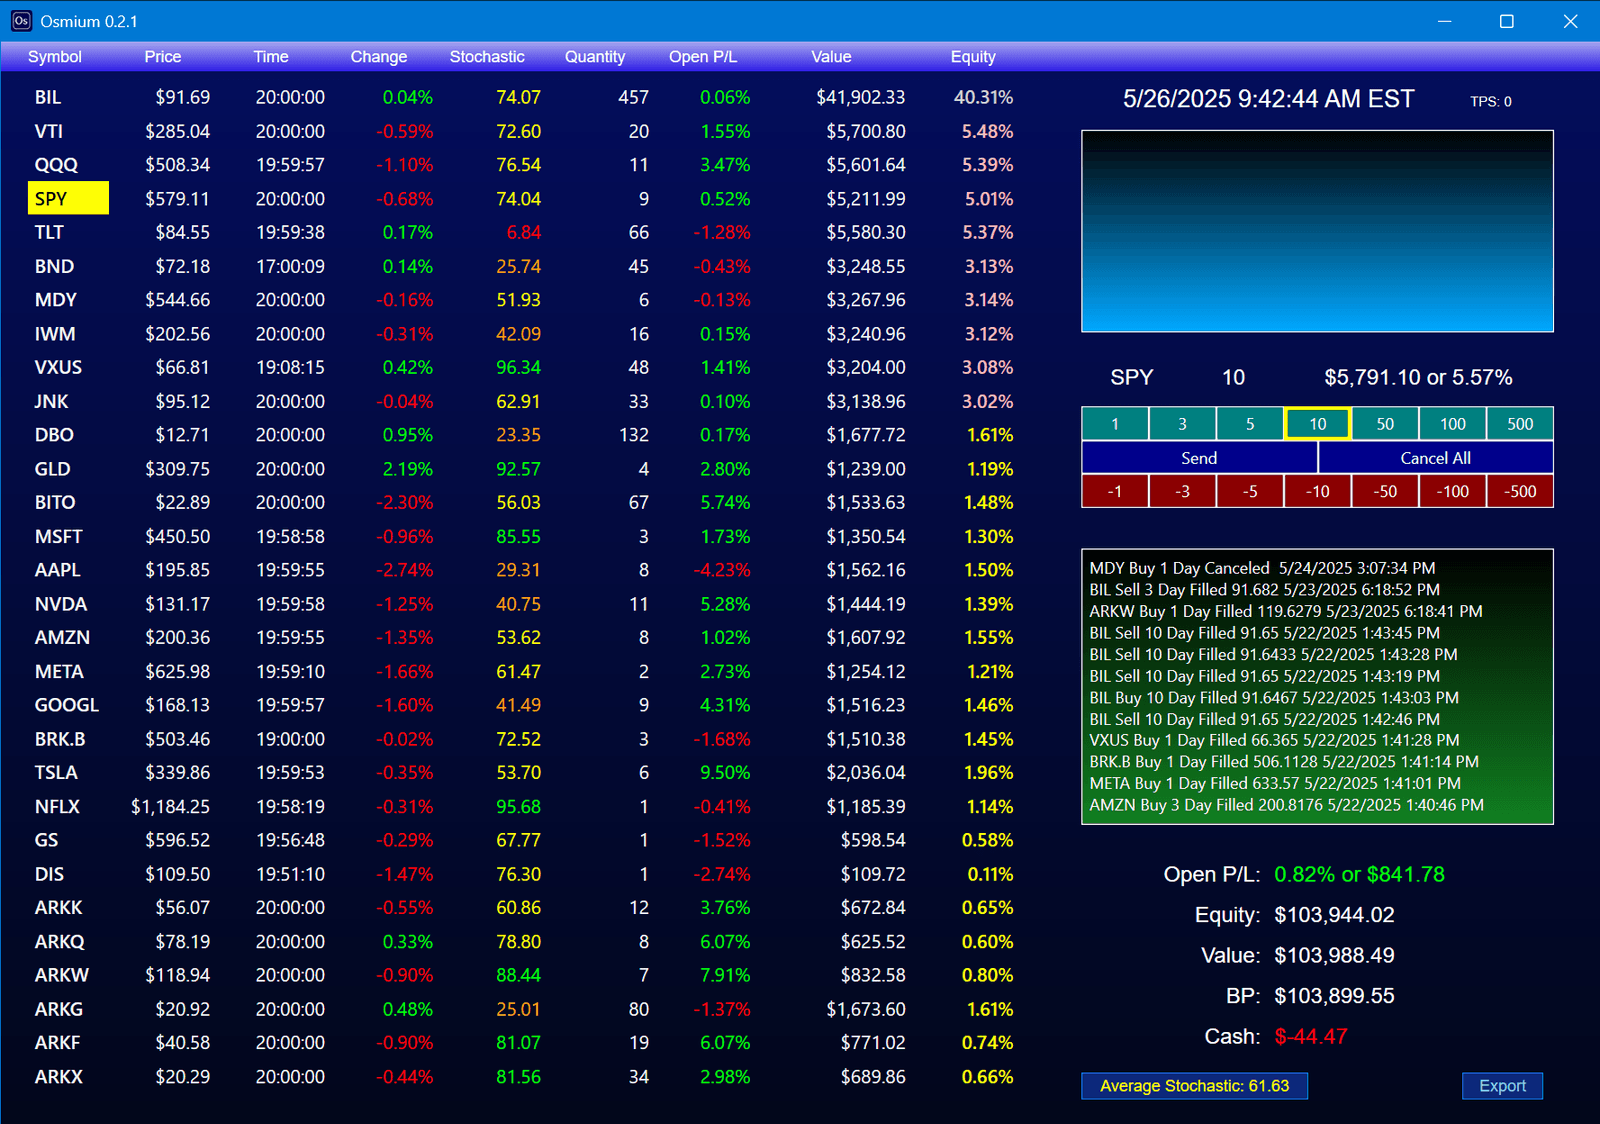 Os Osmium 0.2.1
Symbol Price Time Change Stochastic Quantity Open P/L Value Equity
BIL $91.69 20:00:00 0.04% 74.07 457 0.06% $41,902.33 40.31%
VTI $285.04 20:00:00 -0.59% 72.60 20 1.55% $5,700.80 5.48%
QQQ $508.34 19:59:57 -1.10% 76.54 11 3.47% $5,601.64 5.39%
SPY $579.11 20:00:00 -0.68% 74.04 9 0.52% $5,211.99 5.01%
TLT $84.55 19:59:38 0.17% 6.84 66 -1.28% $5,580.30 5.37%
BND $72.18 17:00:09 0.14% 25.74 45 -0.43% $3,248.55 3.13%
MDY $544.66 20:00:00 -0.16% 51.93 6 -0.13% $3,267.96 3.14%
IWM $202.56 20:00:00 -0.31% 42.09 16 0.15% $3,240.96 3.12%
VXUS $66.81 19:08:15 0.42% 96.34 48 1.41% $3,204.00 3.08%
JNK $95.12 20:00:00 -0.04% 62.91 33 0.10% $3,138.96 3.02%
DBO $12.71 20:00:00 0.95% 23.35 132 0.17% $1,677.72 1.61%
GLD $309.75 20:00:00 2.19% 92.57 4 2.80% $1,239.00 1.19%
BITO $22.89 20:00:00 -2.30% 56.03 67 5.74% $1,533.63 1.48%
MSFT $450.50 19:58:58 -0.96% 85.55 3 1.73% $1,350.54 1.30%
AAPL $195.85 19:59:55 -2.74% 29.31 8 -4.23% $1,562.16 1.50%
NVDA $131.17 19:59:58 -1.25% 40.75 11 5.28% $1,444.19 1.39%
AMZN $200.36 19:59:55 -1.35% 53.62 8 1.02% $1,607.92 1.55%
META $625.98 19:59:10 -1.66% 61.47 2 2.73% $1,254.12 1.21%
GOOGL $168.13 19:59:57 -1.60% 41.49 9 4.31% $1,516.23 1.46%
BRK.B $503.46 19:00:00 -0.02% 72.52 3 -1.68% $1,510.38 1.45%
TSLA $339.86 19:59:53 -0.35% 53.70 6 9.50% $2,036.04 1.96%
NFLX $1,184.25 19:58:19 -0.31% 95.68 1 -0.41% $1,185.39 1.14%
GS $596.52 19:56:48 -0.29% 67.77 1 -1.52% $598.54 0.58%
DIS $109.50 19:51:10 -1.47% 76.30 1 -2.74% $109.72 0.11%
ARKK $56.07 20:00:00 -0.55% 60.86 12 3.76% $672.84 0.65%
ARKQ $78.19 20:00:00 0.33% 78.80 8 6.07% $625.52 0.60%
ARKW $118.94 20:00:00 -0.90% 88.44 7 7.91% $832.58 0.80%
ARKG $20.92 20:00:00 0.48% 25.01 80 -1.37% $1,673.60 1.61%
ARKF $40.58 20:00:00 -0.90% 81.07 19 6.07% $771.02 0.74%
ARKX $20.29 20:00:00 -0.44% 81.56 34 2.98% $689.86 0.66%
5/26/2025 9:42:44 AM EST TPS: 0
SPY 10 $5,791.10 or 5.57%
1 3 5 10 50 100 500
Send Cancel All
-1 -3 -5 -10 -50 -100 -500
MDY Buy 1 Day Canceled 5/24/2025 3:07:34 PM
BIL Sell 3 Day Filled 91.682 5/23/2025 6:18:52 PM
ARKW Buy 1 Day Filled 119.6279 5/23/2025 6:18:41 PM
BIL Sell 10 Day Filled 91.65 5/22/2025 1:43:45 PM
BIL Sell 10 Day Filled 91.6433 5/22/2025 1:43:28 PM
BIL Sell 10 Day Filled 91.65 5/22/2025 1:43:19 PM
BIL Buy 10 Day Filled 91.6467 5/22/2025 1:43:03 PM
BIL Sell 10 Day Filled 91.65 5/22/2025 1:42:46 PM
VXUS Buy 1 Day Filled 66.365 5/22/2025 1:41:28 PM
BRK.B Buy 1 Day Filled 506.1128 5/22/2025 1:41:14 PM
META Buy 1 Day Filled 633.57 5/22/2025 1:41:01 PM
AMZN Buy 3 Day Filled 200.8176 5/22/2025 1:40:46 PM
Open P/L: 0.82% or $841.78
Equity: $103,944.02
Value: $103,988.49
BP: $103,899.55
Cash: $-44.47
Average Stochastic: 61.63 Export